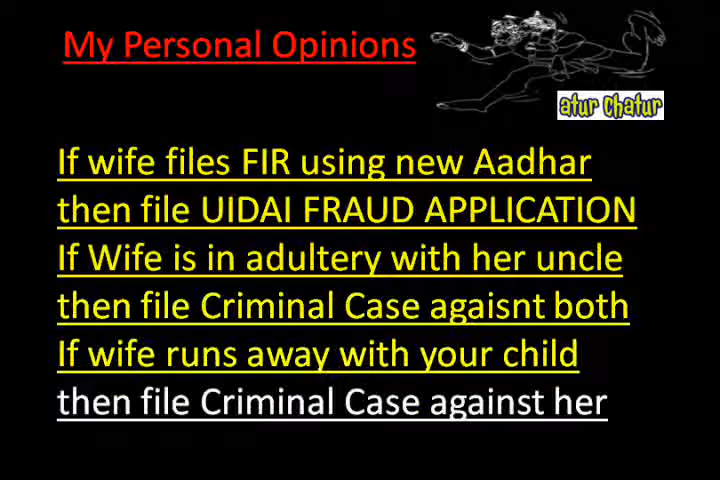 My Personal Opinions
atur chatur
If wife files FIR using new Aadhar
then file UIDAI FRAUD APPLICATION
If Wife is in adultery with her uncle
then file Criminal Case agaisnt both
If wife runs away with your child
then file Criminal Case against her